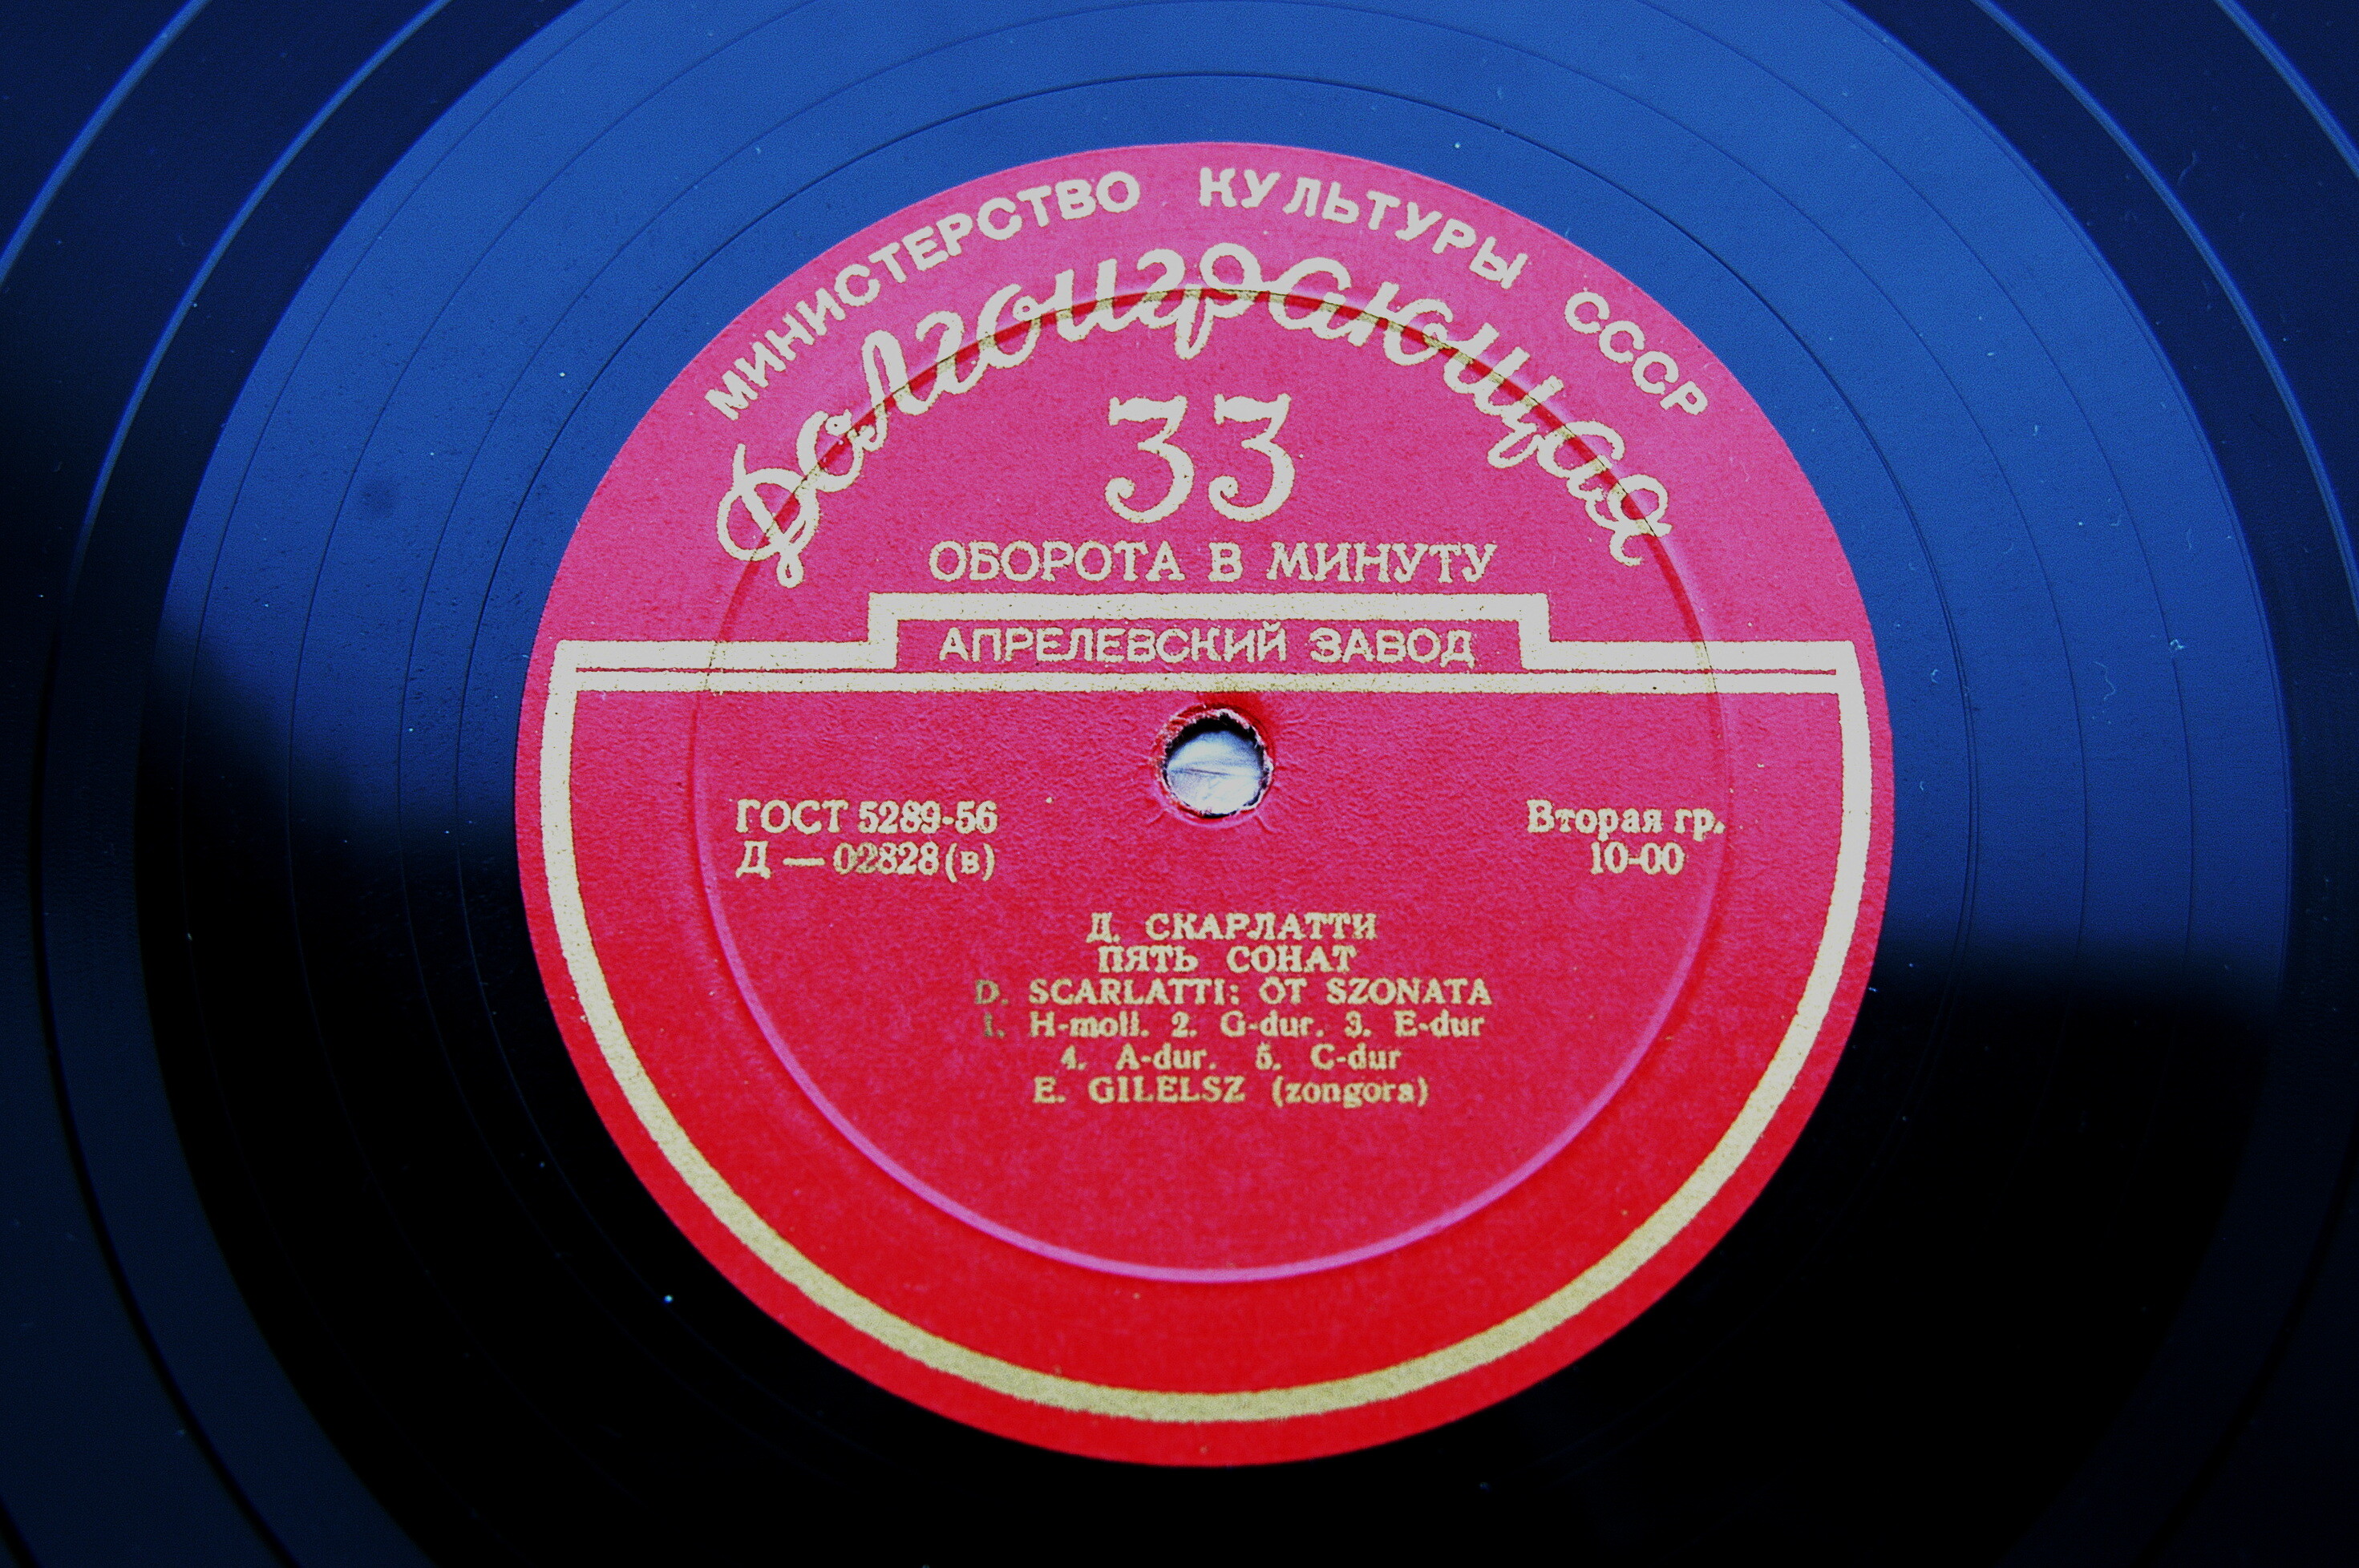 МИНИСТЕРСТВО КУЛЬТУРЫ СССР
Долгоиграющая
33
ОБОРОТА В МИНУТУ
АПРЕЛЕВСКИЙ ЗАВОД
ГОСТ 5289-56
Д — 02828 (в)
Вторая гр.
10-00
Д. СКАРЛАТТИ
ПЯТЬ СОНАТ
D. SCARLATTI: ÖT SZONATA
1. H-moll. 2. G-dur. 3. E-dur
4. A-dur. 5. C-dur
E. GILELSZ (zongora)